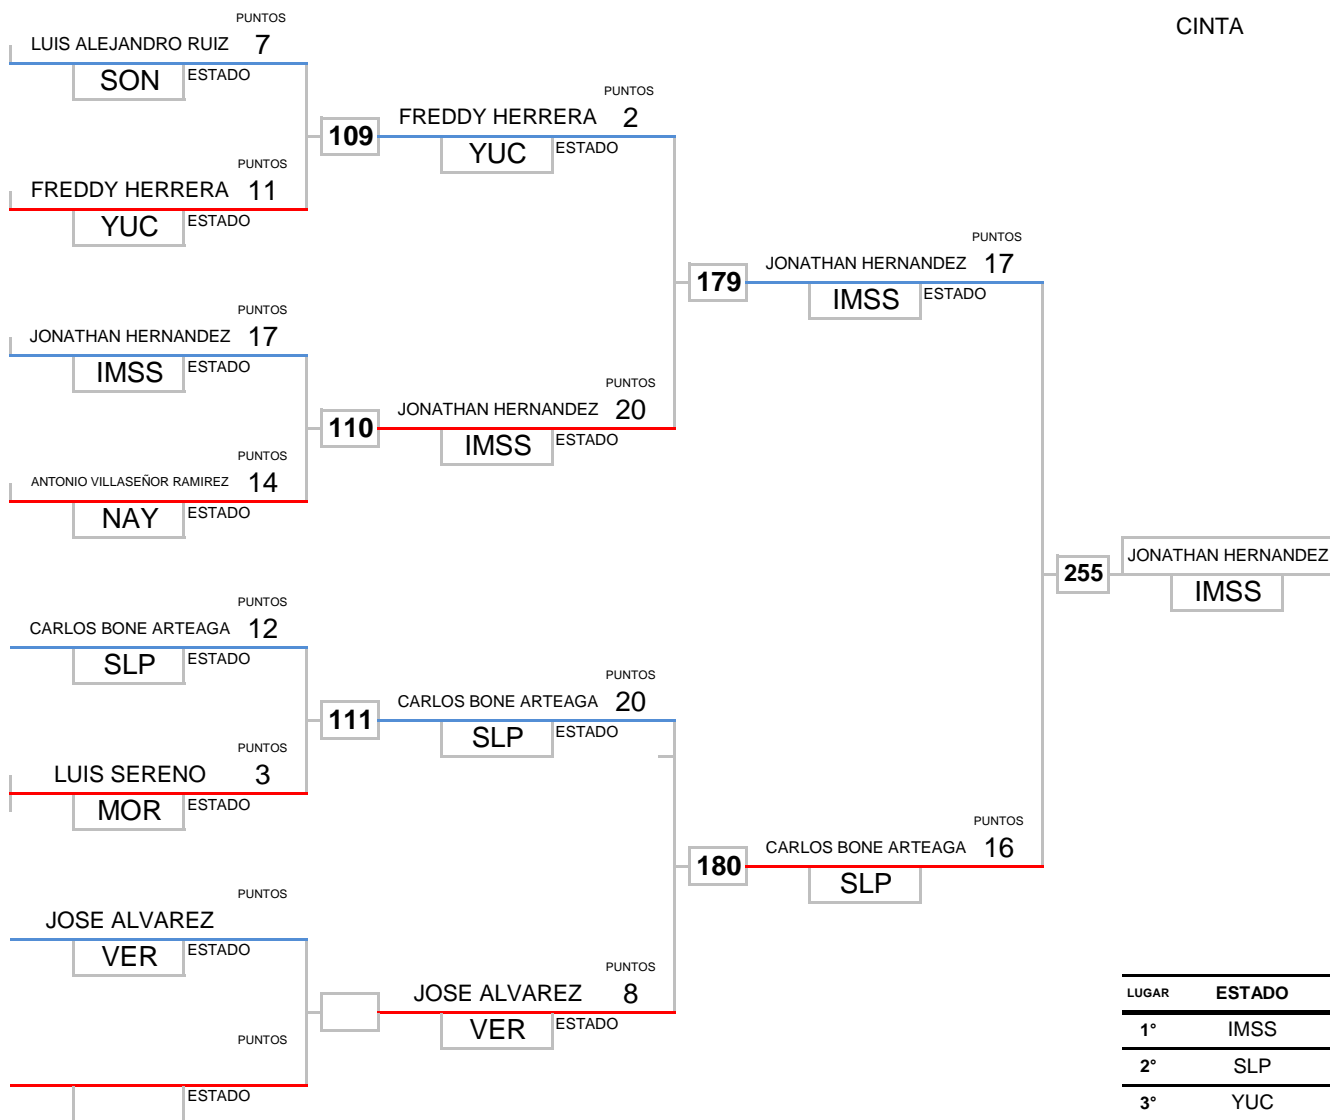 PUNTOS
CINTA
LUIS ALEJANDRO RUIZ 7
SON ESTADO
PUNTOS
109 FREDDY HERRERA 2
YUC ESTADO
PUNTOS
FREDDY HERRERA 11
YUC ESTADO
PUNTOS
179 JONATHAN HERNANDEZ 17
IMSS ESTADO
PUNTOS
JONATHAN HERNANDEZ 17
IMSS ESTADO
PUNTOS
110 JONATHAN HERNANDEZ 20
IMSS ESTADO
PUNTOS
ANTONIO VILLASEÑOR RAMIREZ 14
NAY ESTADO
255 JONATHAN HERNANDEZ
IMSS
PUNTOS
CARLOS BONE ARTEAGA 12
SLP ESTADO
PUNTOS
111 CARLOS BONE ARTEAGA 20
SLP ESTADO
PUNTOS
LUIS SERENO 3
MOR ESTADO
PUNTOS
180 CARLOS BONE ARTEAGA 16
SLP
PUNTOS
JOSE ALVAREZ
VER ESTADO
PUNTOS
JOSE ALVAREZ 8
VER ESTADO
PUNTOS
ESTADO
LUGAR ESTADO
1° IMSS
2° SLP
3° YUC